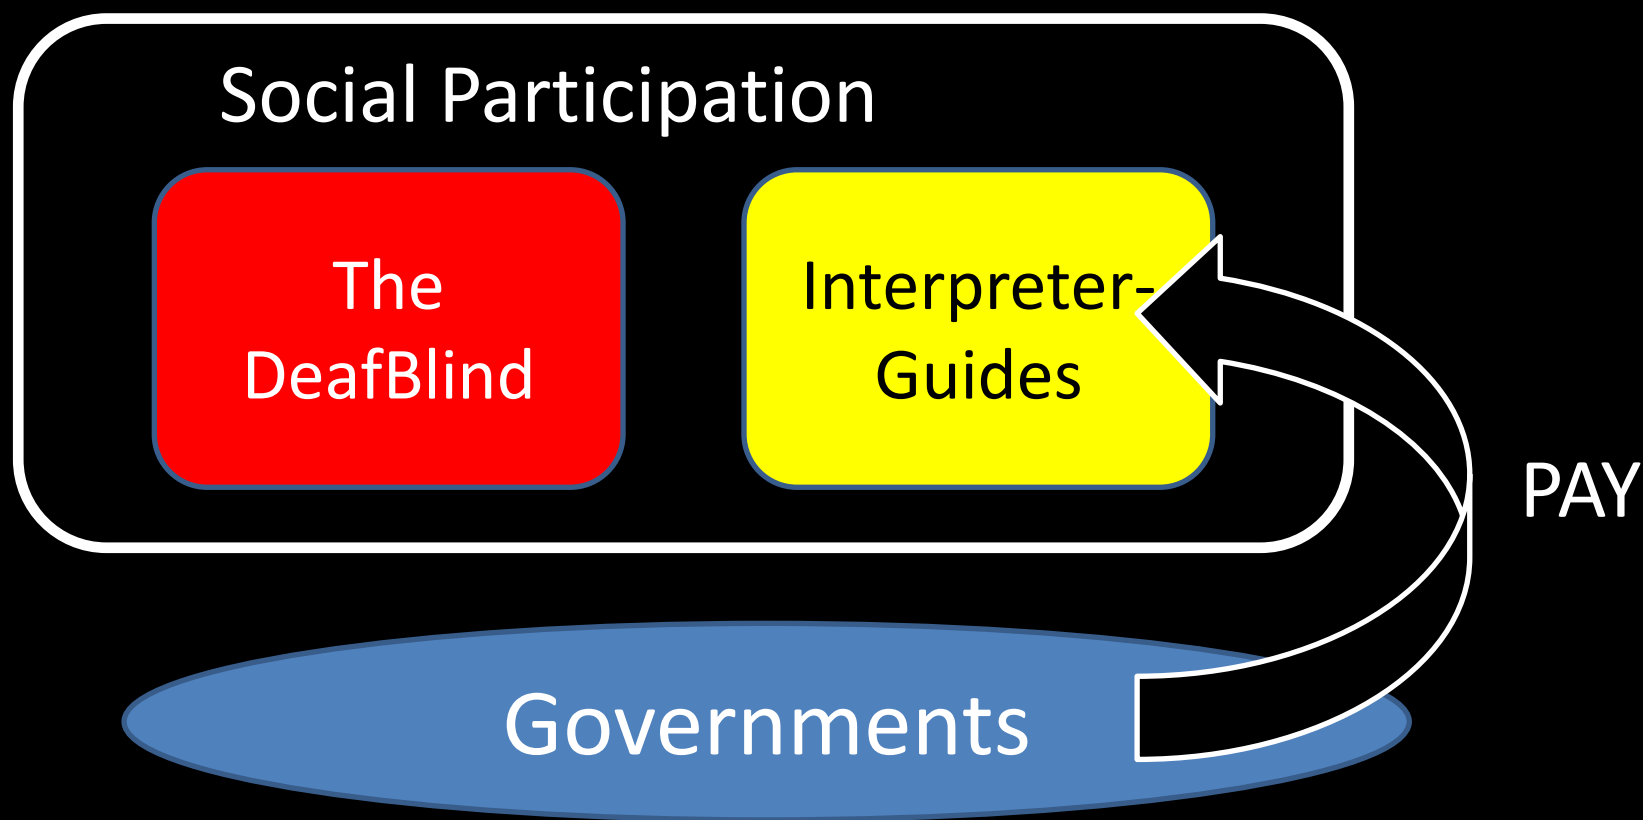 Social Participation
The
DeafBlind
Interpreter-
Guides
PAY
Governments